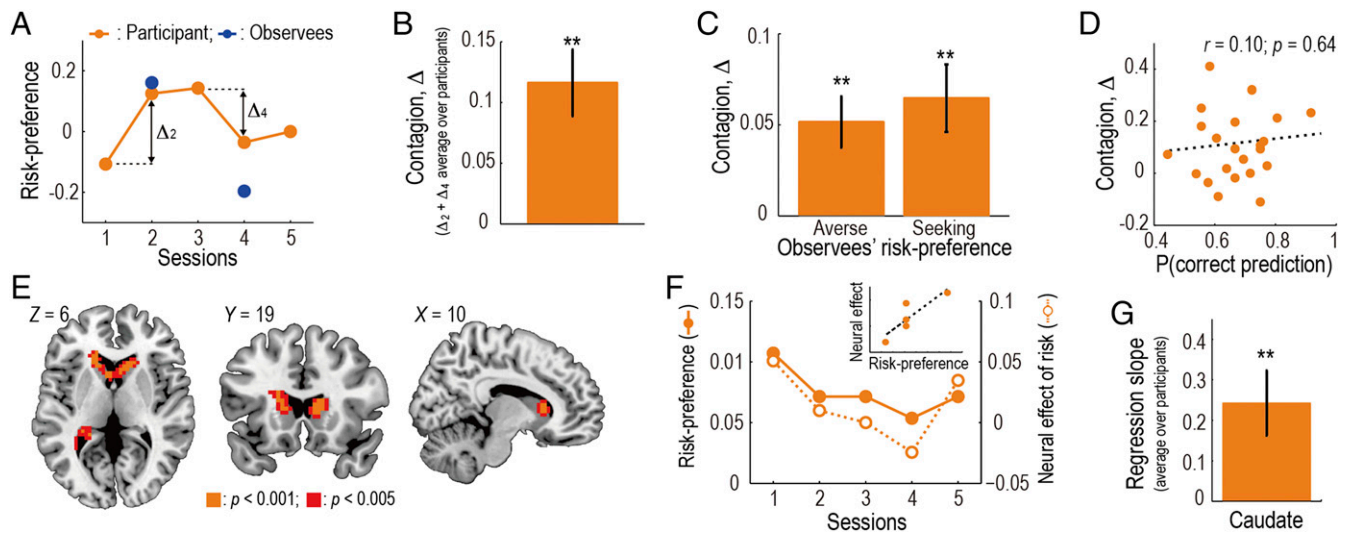 A
: Participant; : Observees
Risk-preference
0.2
0
-0.2
Δ2
Δ4
1 2 3 4 5
Sessions
B
Contagion, Δ
(Δ2 + Δ4 average over participants)
0.15
0.1
0.05
0
**
C
Contagion, Δ
0.1
0.05
0
**
**
Averse Seeking
Observees' risk-preference
D
r = 0.10; p = 0.64
Contagion, Δ
0.4
0.2
0
-0.2
0.4 0.6 0.8 1
P(correct prediction)
E
Z = 6
Y = 19
X = 10
: p < 0.001; : p < 0.005
F
Risk-preference ( )
0.15
0.1
0.05
0
Neural effect
Risk-preference
0.1
0.05
0
−0.05
Neural effect of risk ( )
1 2 3 4 5
Sessions
G
Regression slope
(average over participants)
0.4
0.3
0.2
0.1
0
**
Caudate